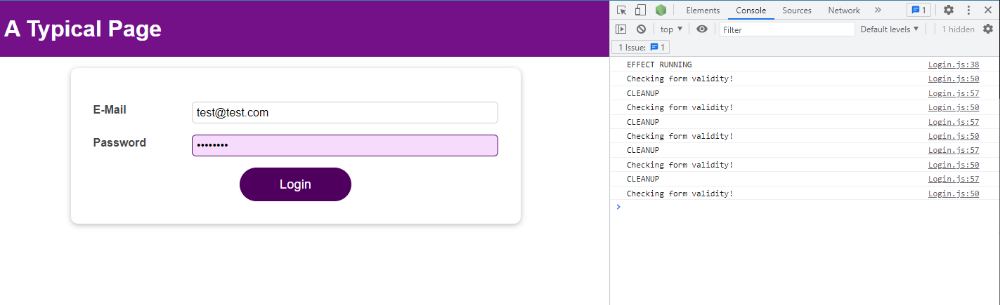 A Typical Page
E-Mail
test@test.com
Password
••••••••
Login
Elements Console Sources Network » 1
top ▼ Filter Default levels ▼ 1 hidden
1 Issue: 1
EFFECT RUNNING Login.js:38
Checking form validity! Login.js:50
CLEANUP Login.js:57
Checking form validity! Login.js:50
CLEANUP Login.js:57
Checking form validity! Login.js:50
CLEANUP Login.js:57
Checking form validity! Login.js:50
CLEANUP Login.js:57
Checking form validity! Login.js:50